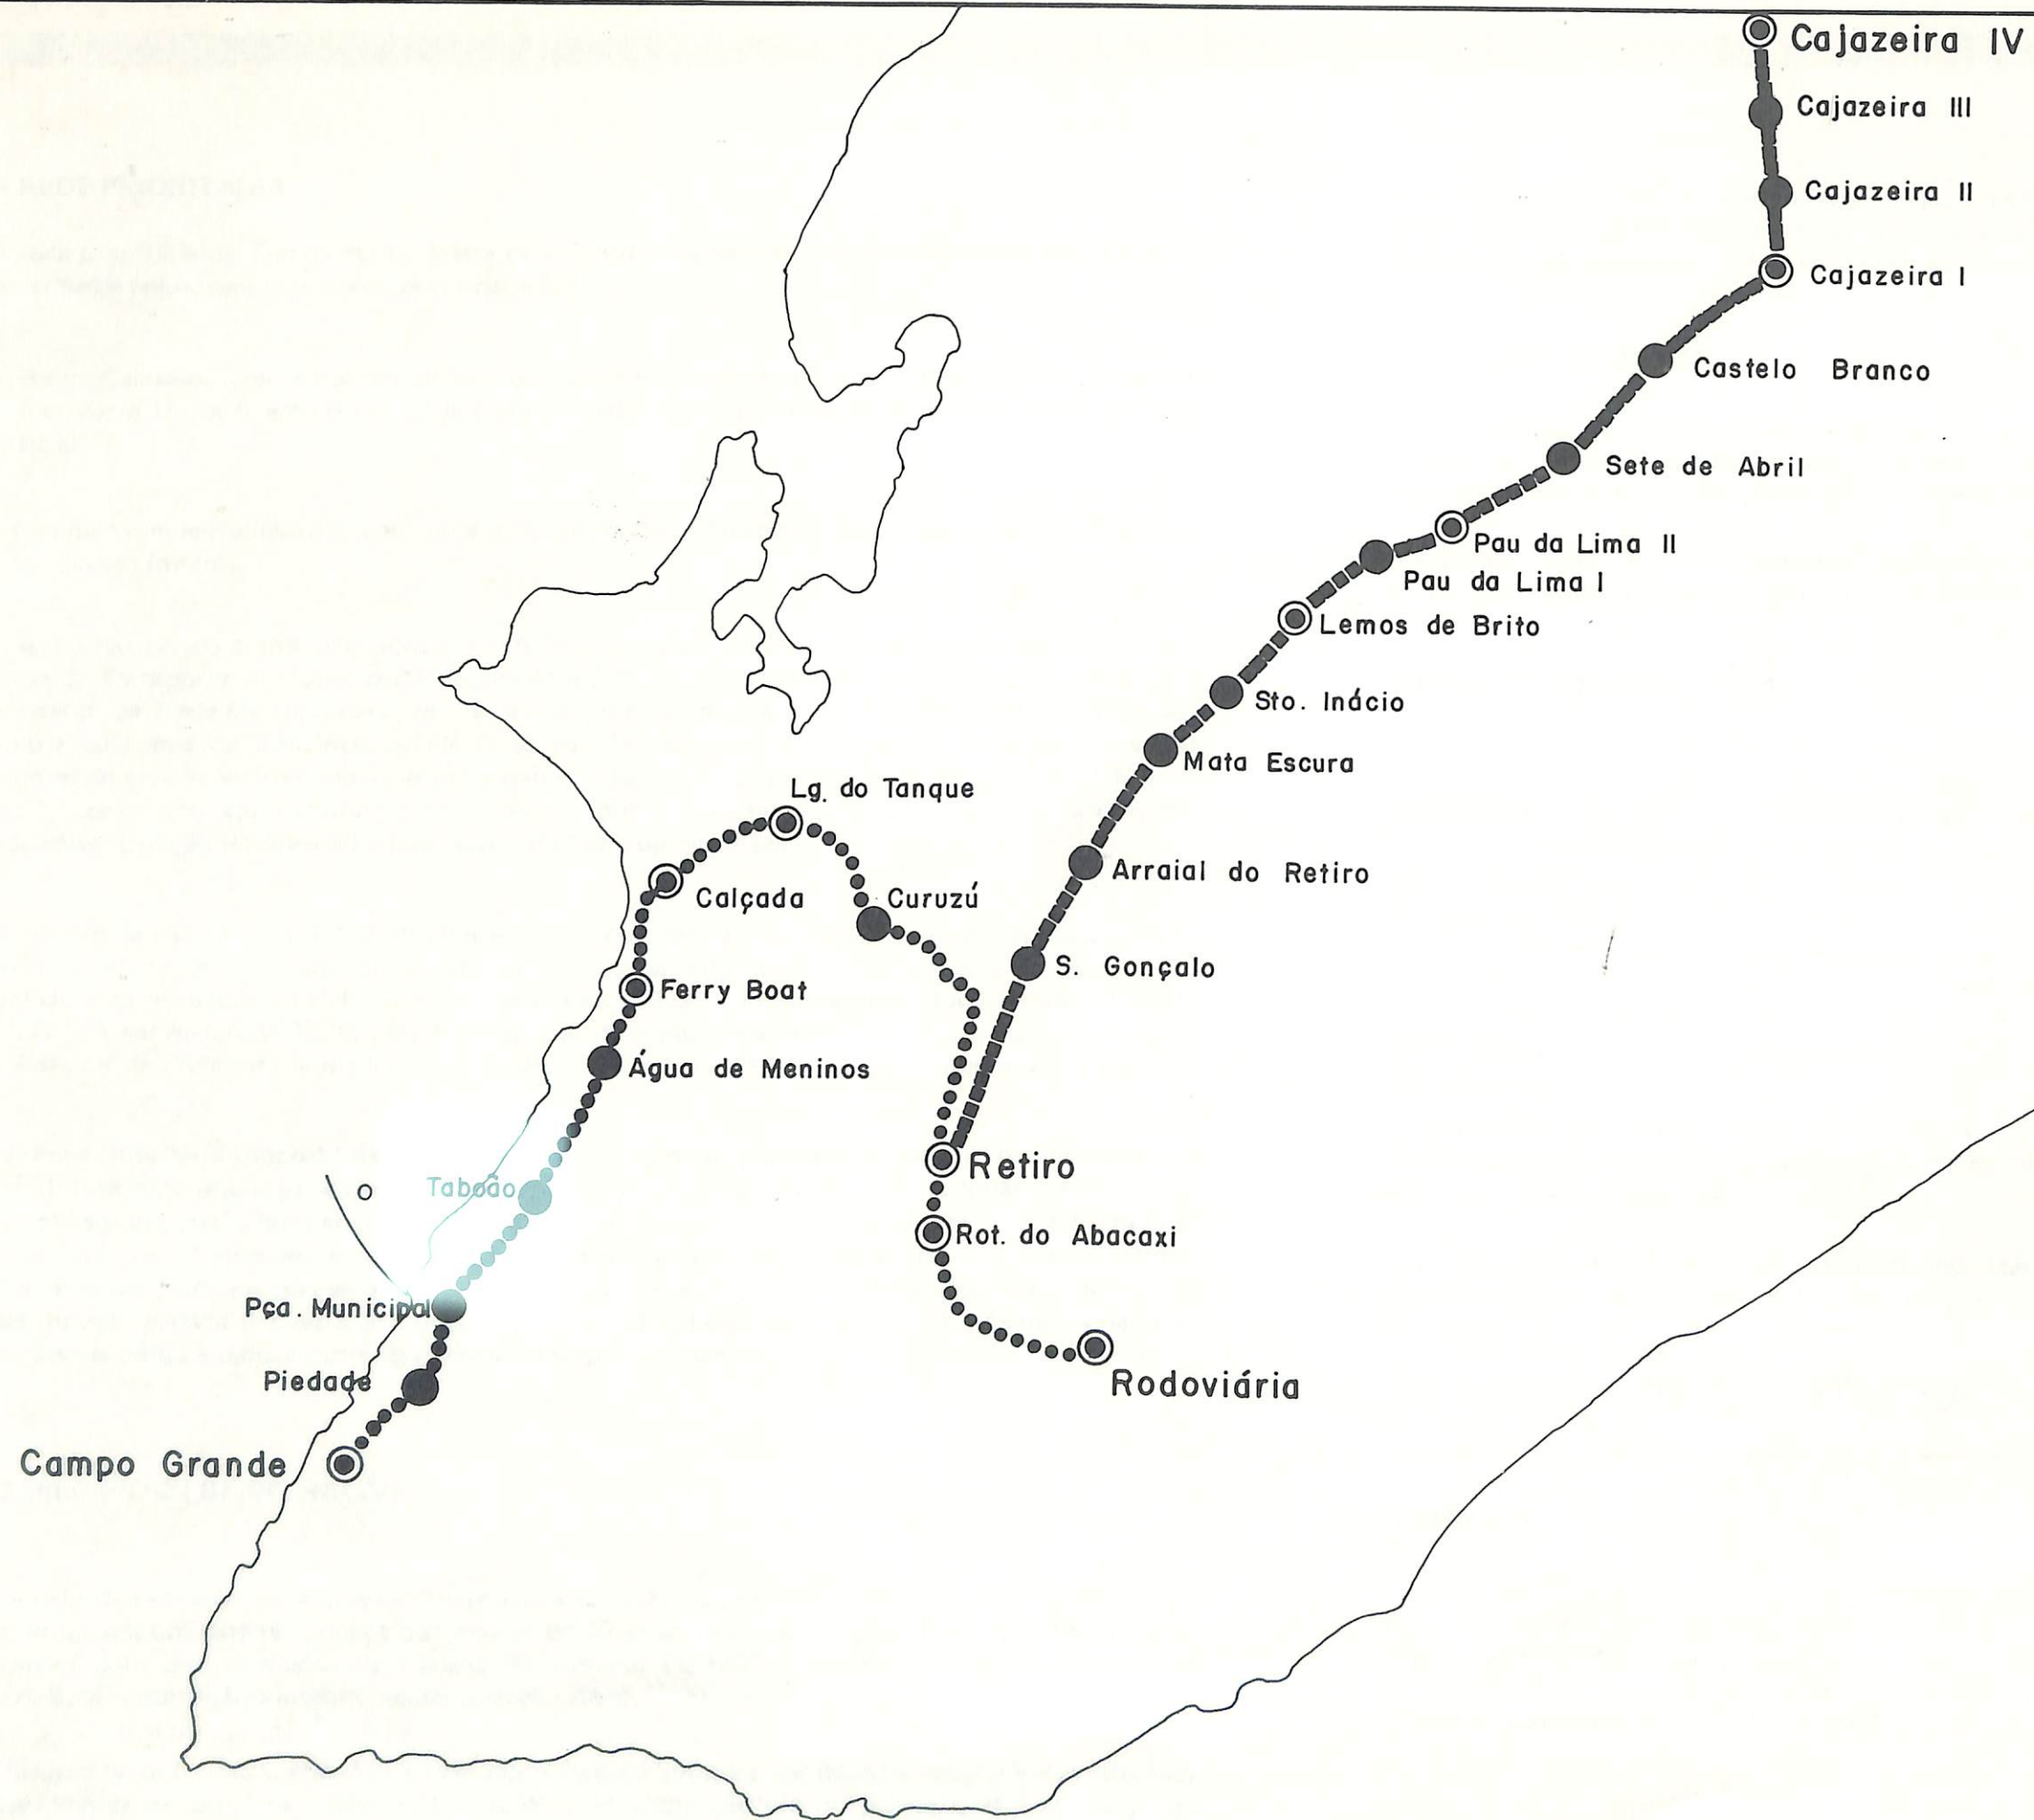 Cajazeira IV
Cajazeira III
Cajazeira II
Cajazeira I
Castelo Branco
Sete de Abril
Pau da Lima II
Pau da Lima I
Lemos de Brito
Sto. Inácio
Mata Escura
Lg. do Tanque
Arraial do Retiro
Calçada
Curuzú
S. Gonçalo
Ferry Boat
Água de Meninos
Retiro
Taboão
Rot. do Abacaxi
Pça. Municipal
Piedade
Rodoviária
Campo Grande